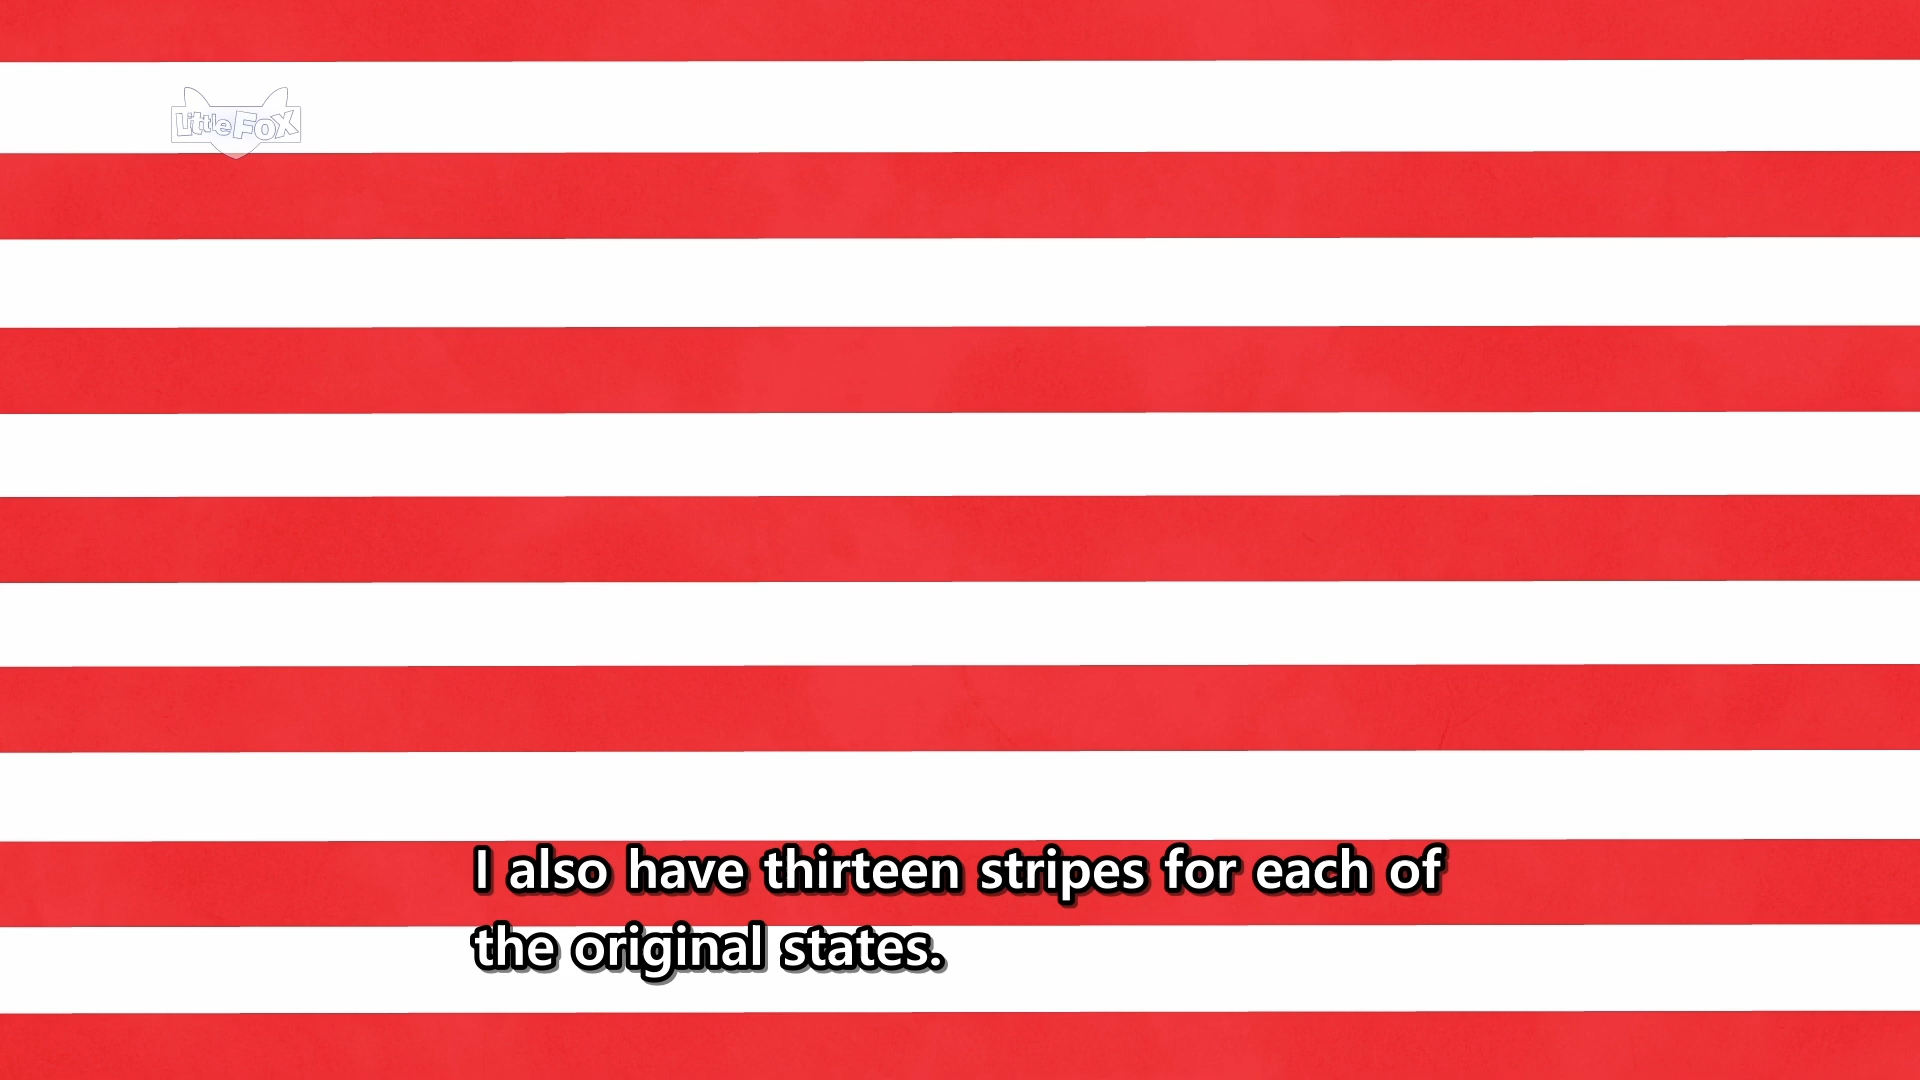 Little Fox
I also have thirteen stripes for each of
the original states.